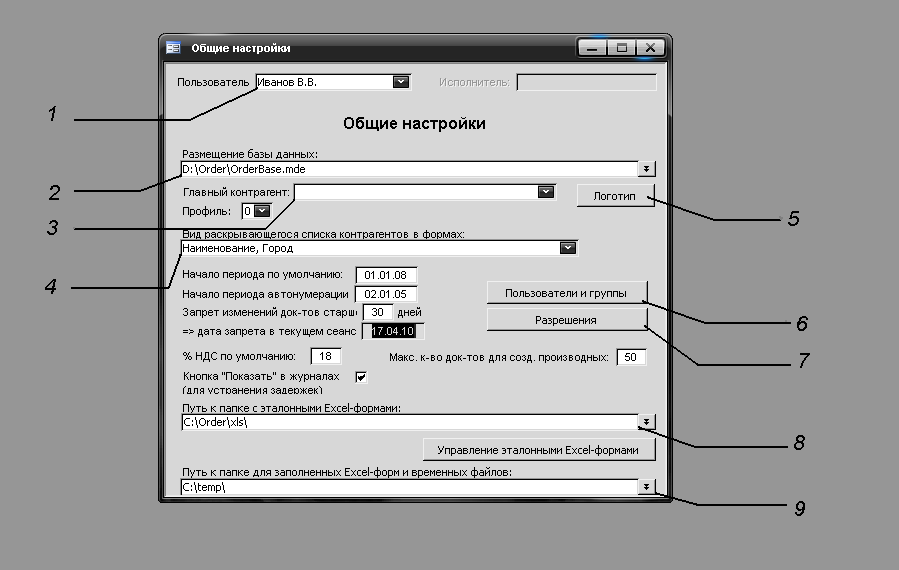 Общие настройки
Пользователь Иванов В.В. Исполнитель:
1
Общие настройки
Размещение базы данных:
D:\Order\OrderBase.mde
2
Главный контрагент: Логотип
Профиль: 0
5
3
Вид раскрывающегося списка контрагентов в формах:
Наименование, Город
4
Начало периода по умолчанию: 01.01.08
Начало периода автонумерации 02.01.05 Пользователи и группы
Запрет изменений док-тов старш 30 дней
6
Разрешения
=> дата запрета в текущем сеанс 17.04.10
7
% НДС по умолчанию: 18 Макс. к-во док-тов для созд. производных: 50
Кнопка "Показать" в журналах
(для устранения задержек)
Путь к папке с эталонными Excel-формами:
C:\Order\xls\
8
Управление эталонными Excel-формами
Путь к папке для заполненных Excel-форм и временных файлов:
C:\temp\
9